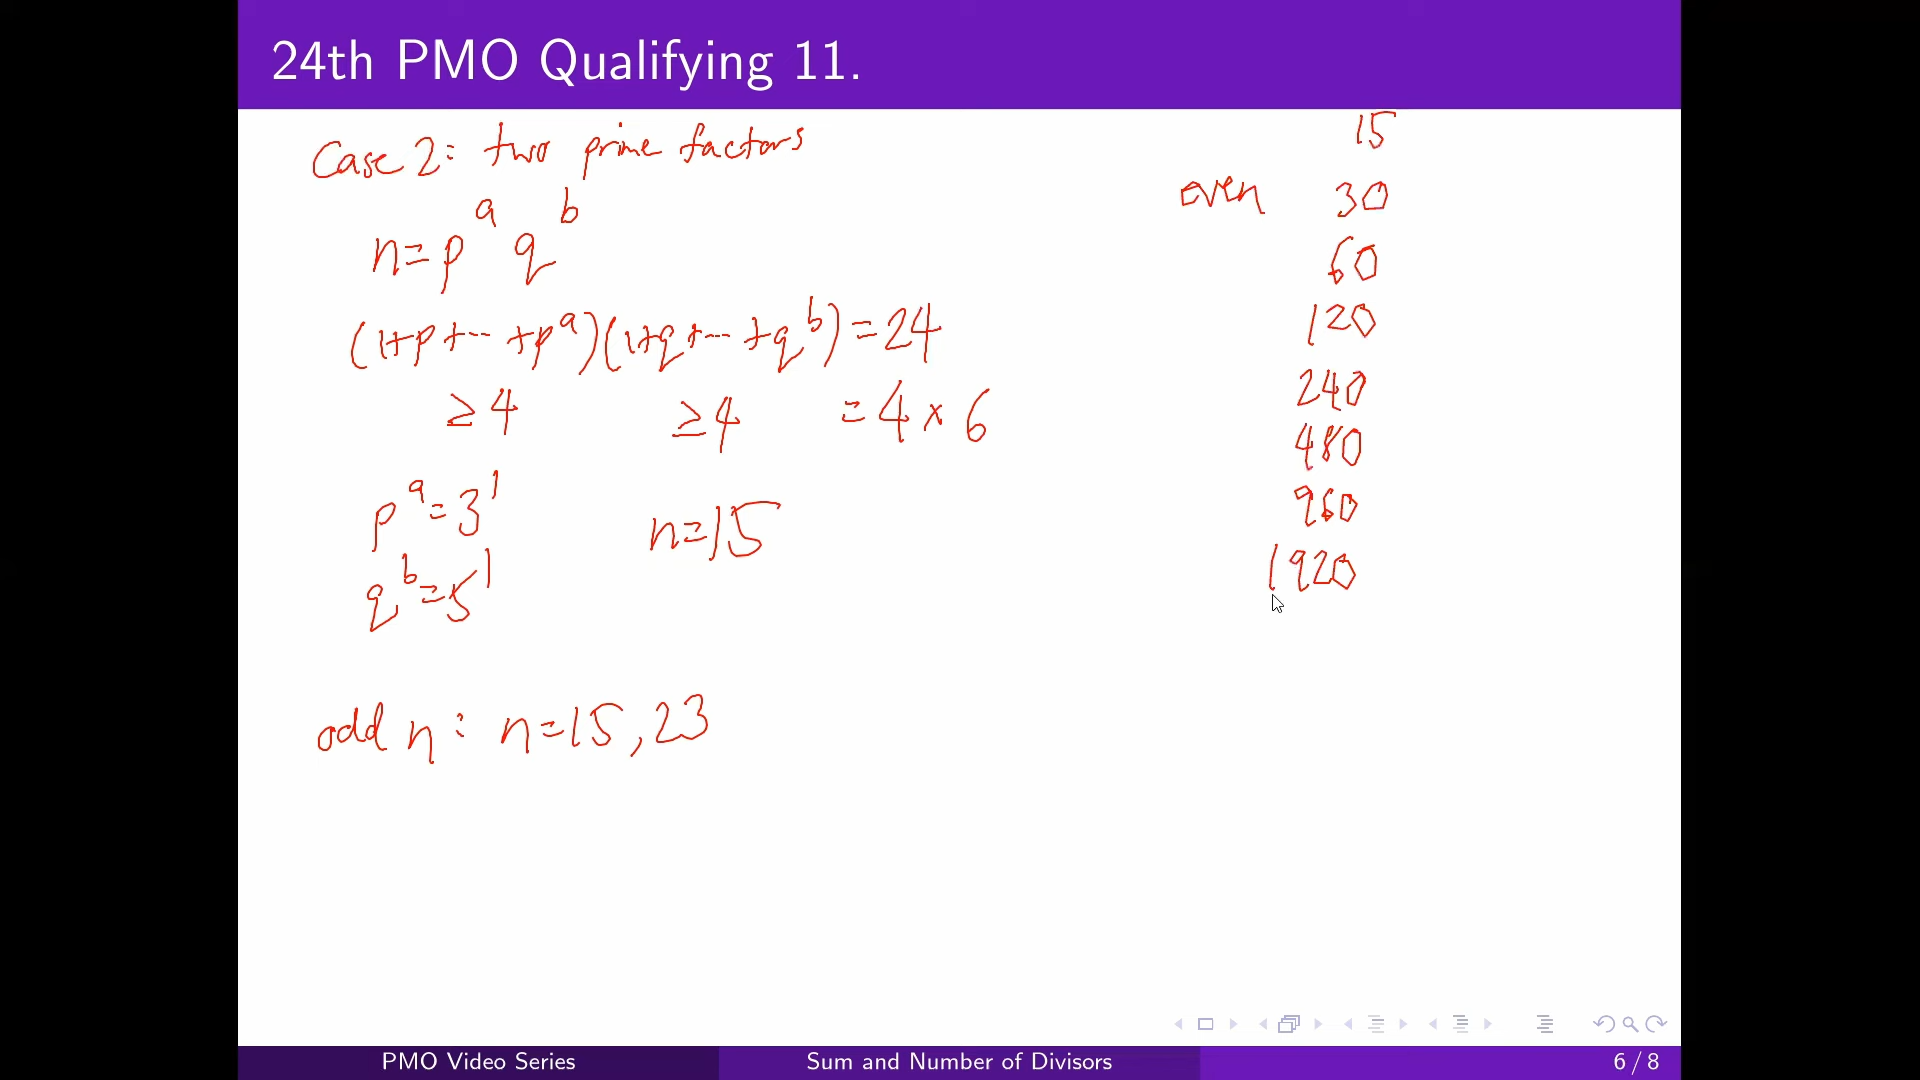 24th PMO Qualifying 11.
Case 2: two prime factors
n=p^a q^b
(1+p+...+p^a)(1+q+...+q^b)=24
≥4 ≥4 =4×6
p^a=3^1
q^b=5^1
n=15
odd n: n=15,23
15
even 30
60
120
240
480
960
1920
PMO Video Series Sum and Number of Divisors 6 / 8